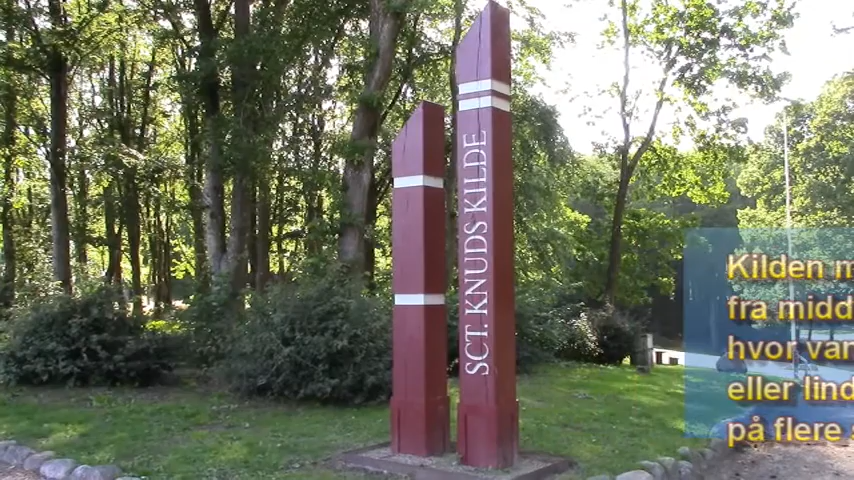 SCT. KNUDS KILDE
Kilden
fra midd
hvor van
eller lind
på flere